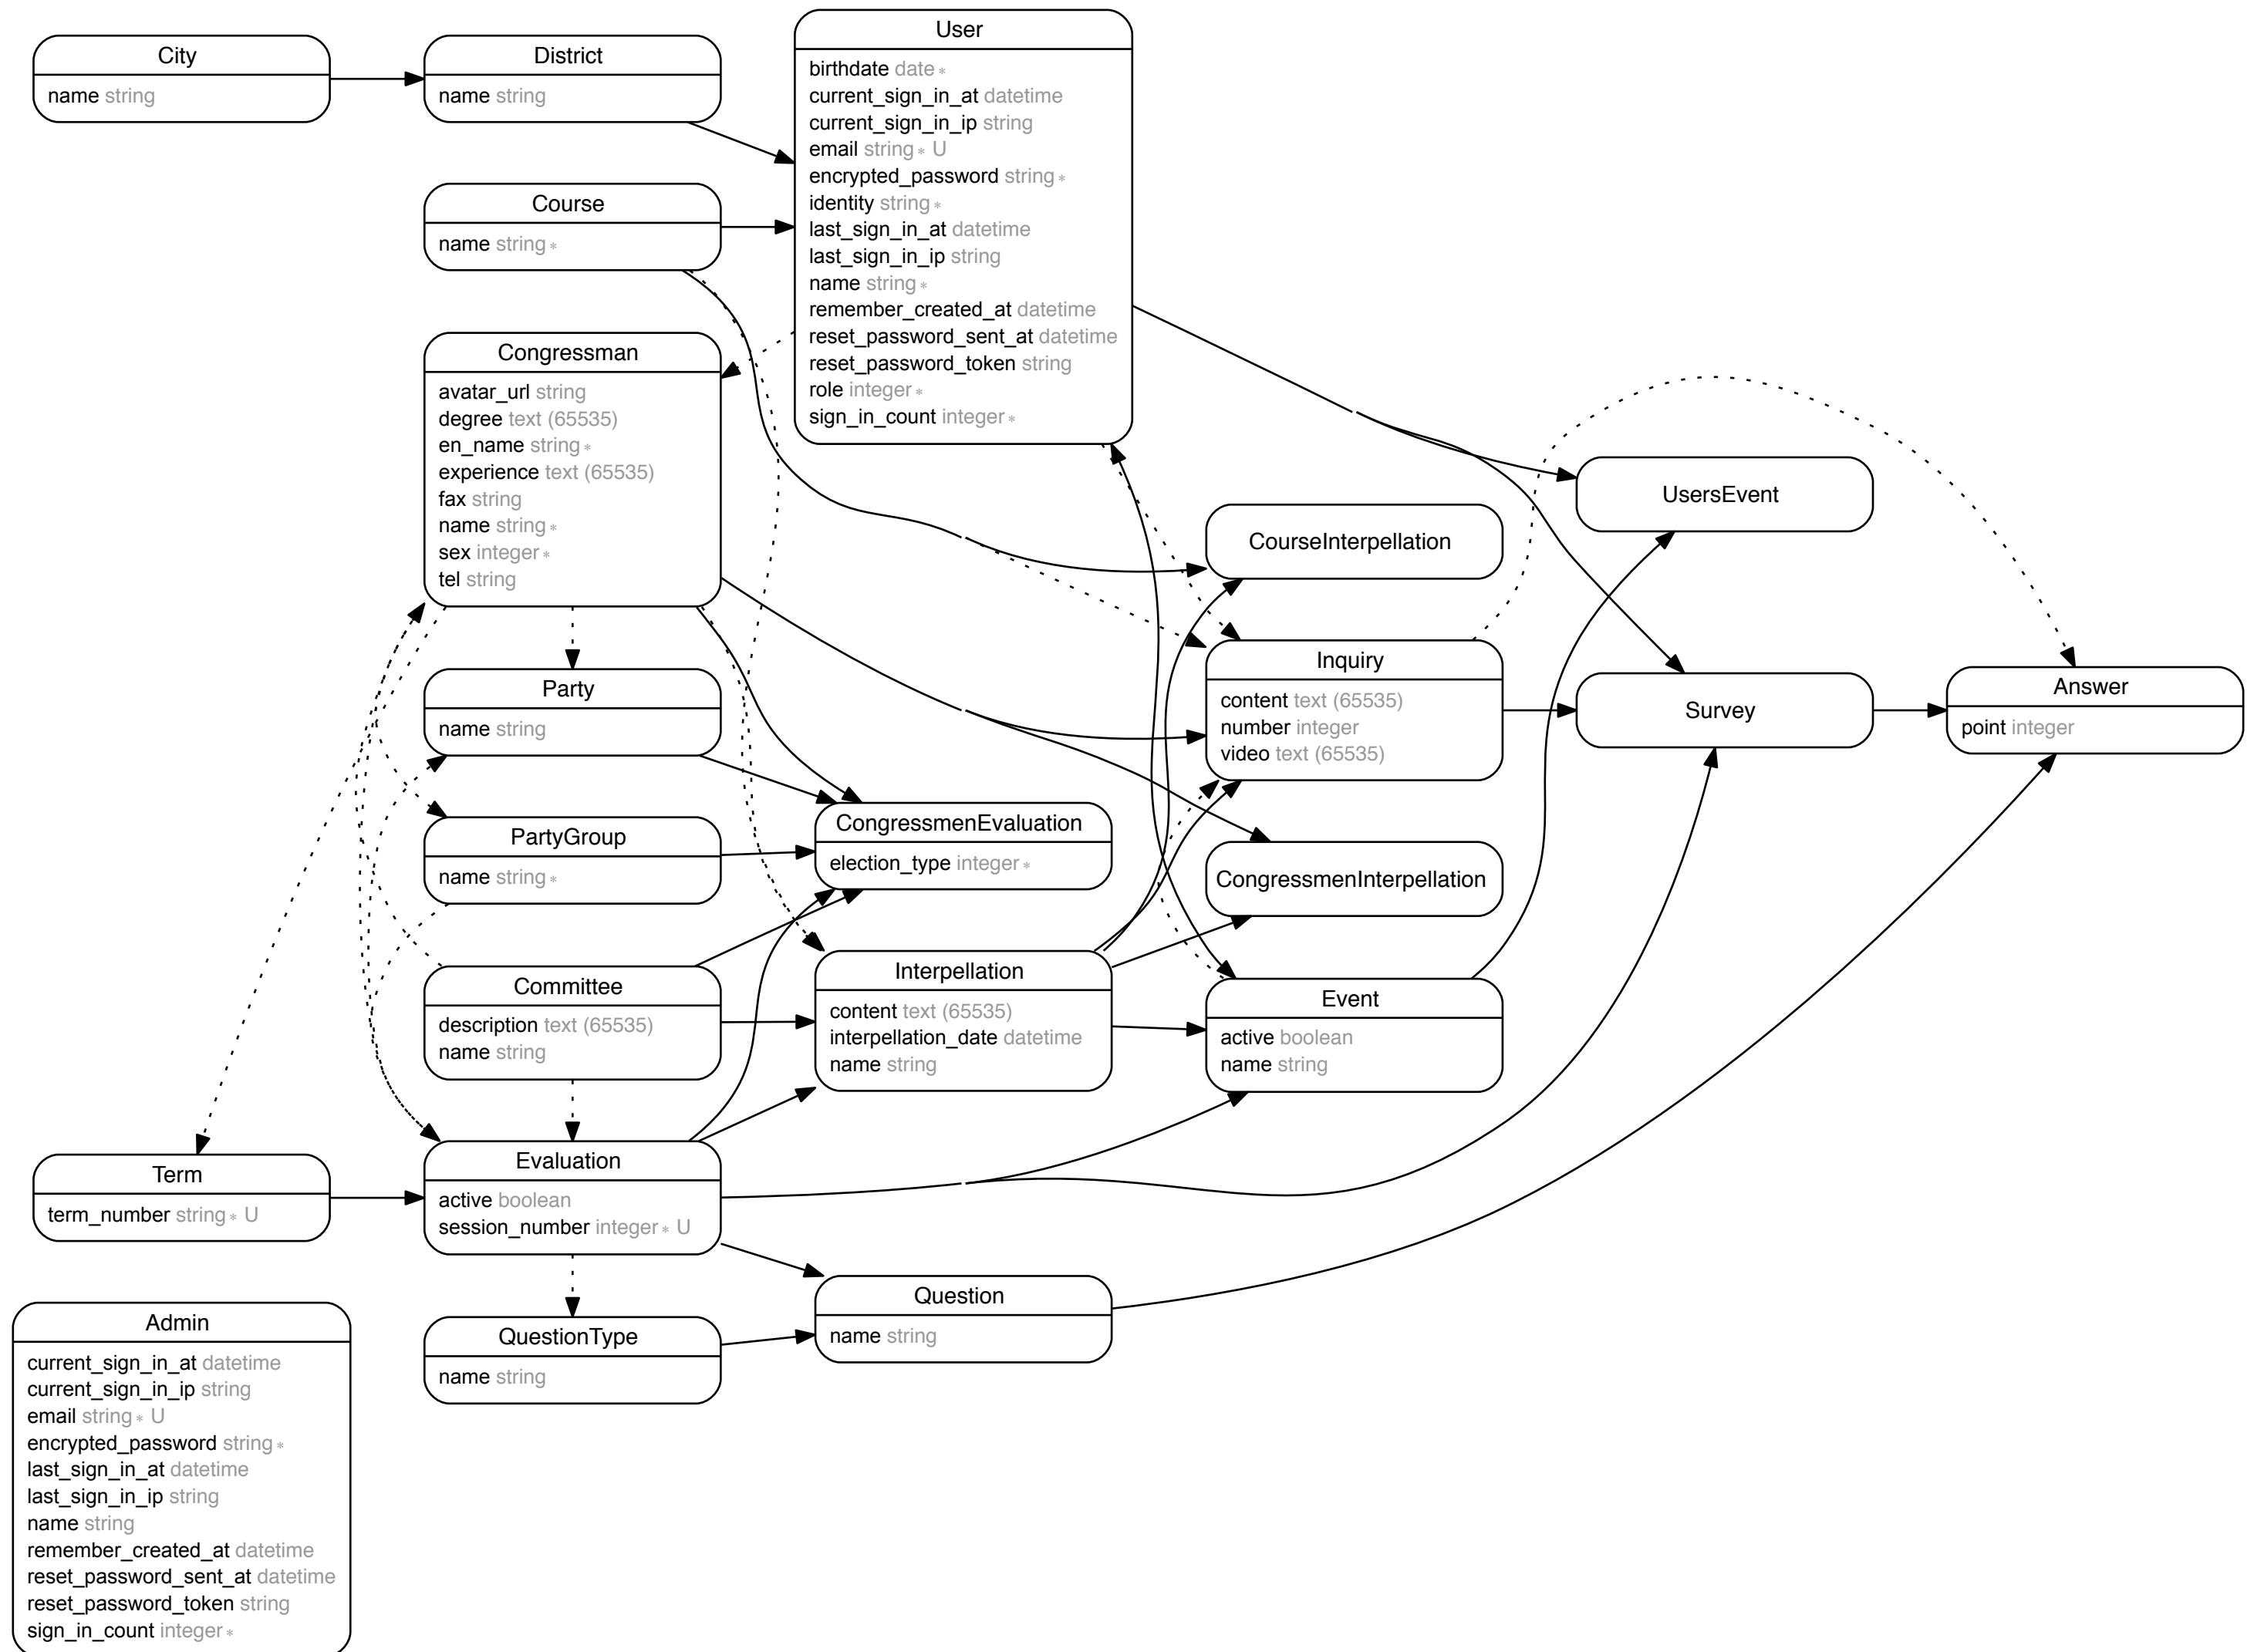 City
name string
District
name string
User
birthdate date *
current_sign_in_at datetime
current_sign_in_ip string
email string * U
encrypted_password string *
identity string *
last_sign_in_at datetime
last_sign_in_ip string
name string *
remember_created_at datetime
reset_password_sent_at datetime
reset_password_token string
role integer *
sign_in_count integer *
Course
name string *
Congressman
avatar_url string
degree text (65535)
en_name string *
experience text (65535)
fax string
name string *
sex integer *
tel string
UsersEvent
CourseInterpellation
Inquiry
content text (65535)
number integer
video text (65535)
Survey
Answer
point integer
Party
name string
PartyGroup
name string *
CongressmenEvaluation
election_type integer *
CongressmenInterpellation
Committee
description text (65535)
name string
Interpellation
content text (65535)
interpellation_date datetime
name string
Event
active boolean
name string
Term
term_number string * U
Evaluation
active boolean
session_number integer * U
Question
name string
QuestionType
name string
Admin
current_sign_in_at datetime
current_sign_in_ip string
email string * U
encrypted_password string *
last_sign_in_at datetime
last_sign_in_ip string
name string
remember_created_at datetime
reset_password_sent_at datetime
reset_password_token string
sign_in_count integer *